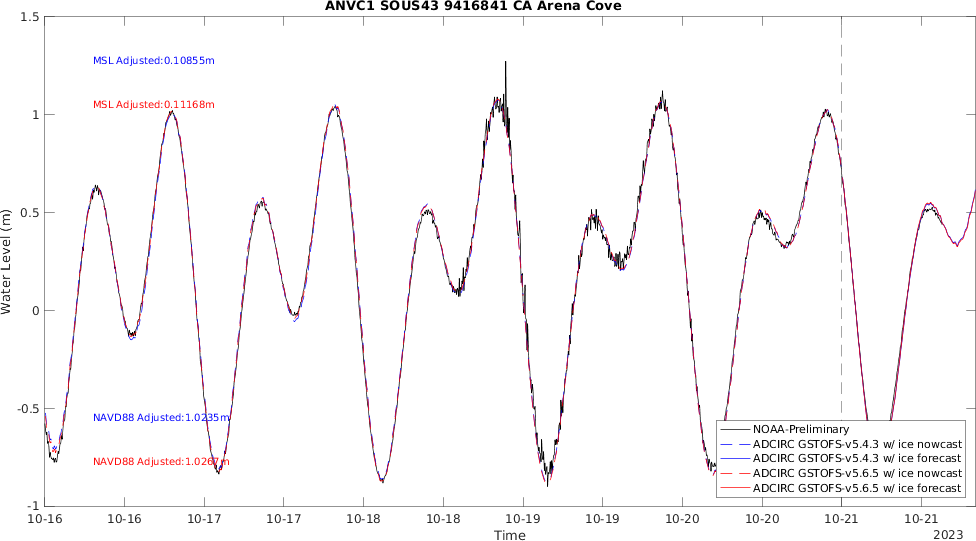 ANVC1 SOUS43 9416841 CA Arena Cove
1.5
MSL Adjusted:0.10855m
MSL Adjusted:0.11168m
1
0.5
Water Level (m)
0
-0.5
NAVD88 Adjusted:1.0235m
NAVD88 Adjusted:1.0267m
NOAA-Preliminary
ADCIRC GSTOFS-v5.4.3 w/ ice nowcast
ADCIRC GSTOFS-v5.4.3 w/ ice forecast
ADCIRC GSTOFS-v5.6.5 w/ ice nowcast
ADCIRC GSTOFS-v5.6.5 w/ ice forecast
-1
10-16 10-16 10-17 10-17 10-18 10-18 10-19 10-19 10-20 10-20 10-21 10-21
Time
2023